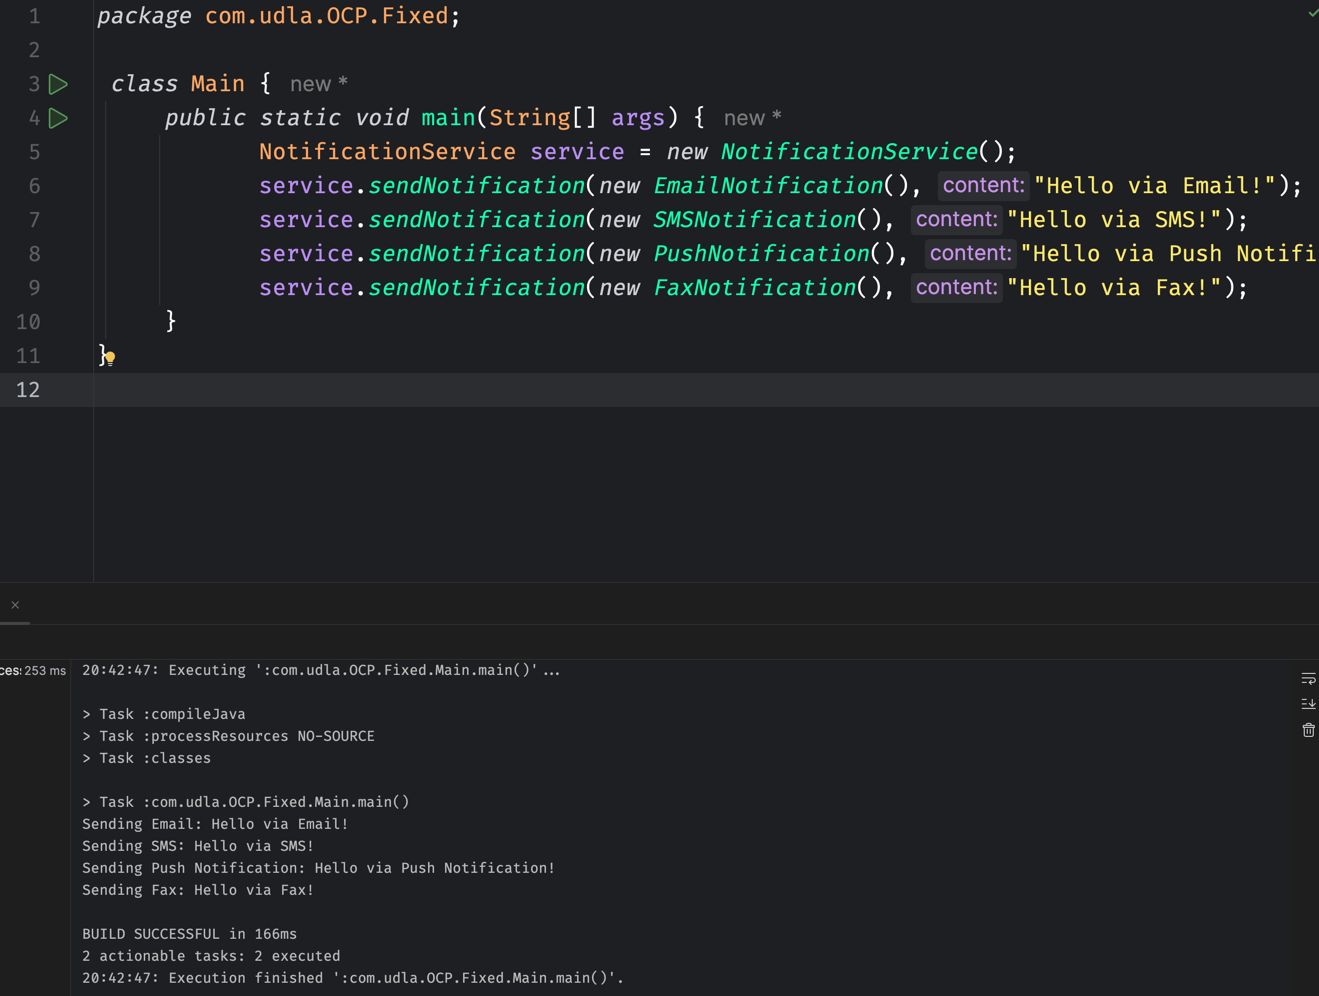 1 package com.udla.OCP.Fixed;
2
3 class Main { new *
4 public static void main(String[] args) { new *
5 NotificationService service = new NotificationService();
6 service.sendNotification(new EmailNotification(), content: "Hello via Email!");
7 service.sendNotification(new SMSNotification(), content: "Hello via SMS!");
8 service.sendNotification(new PushNotification(), content: "Hello via Push Notifi
9 service.sendNotification(new FaxNotification(), content: "Hello via Fax!");
10 }
11 }
12
ces: 253 ms 20:42:47: Executing ':com.udla.OCP.Fixed.Main.main()'...
> Task :compileJava
> Task :processResources NO-SOURCE
> Task :classes
> Task :com.udla.OCP.Fixed.Main.main()
Sending Email: Hello via Email!
Sending SMS: Hello via SMS!
Sending Push Notification: Hello via Push Notification!
Sending Fax: Hello via Fax!
BUILD SUCCESSFUL in 166ms
2 actionable tasks: 2 executed
20:42:47: Execution finished ':com.udla.OCP.Fixed.Main.main()'.